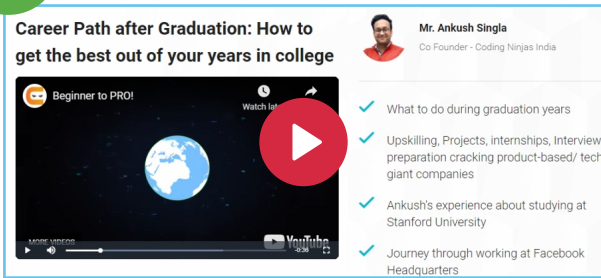 Career Path after Graduation: How to
get the best out of your years in college
Beginner to PRO!
Watch lat
MORE VIDEOS
YouTube
-0:36
Mr. Ankush Singla
Co Founder - Coding Ninjas India
What to do during graduation years
Upskilling, Projects, internships, Interview
preparation cracking product-based/ tech
giant companies
Ankush's experience about studying at
Stanford University
Journey through working at Facebook
Headquarters